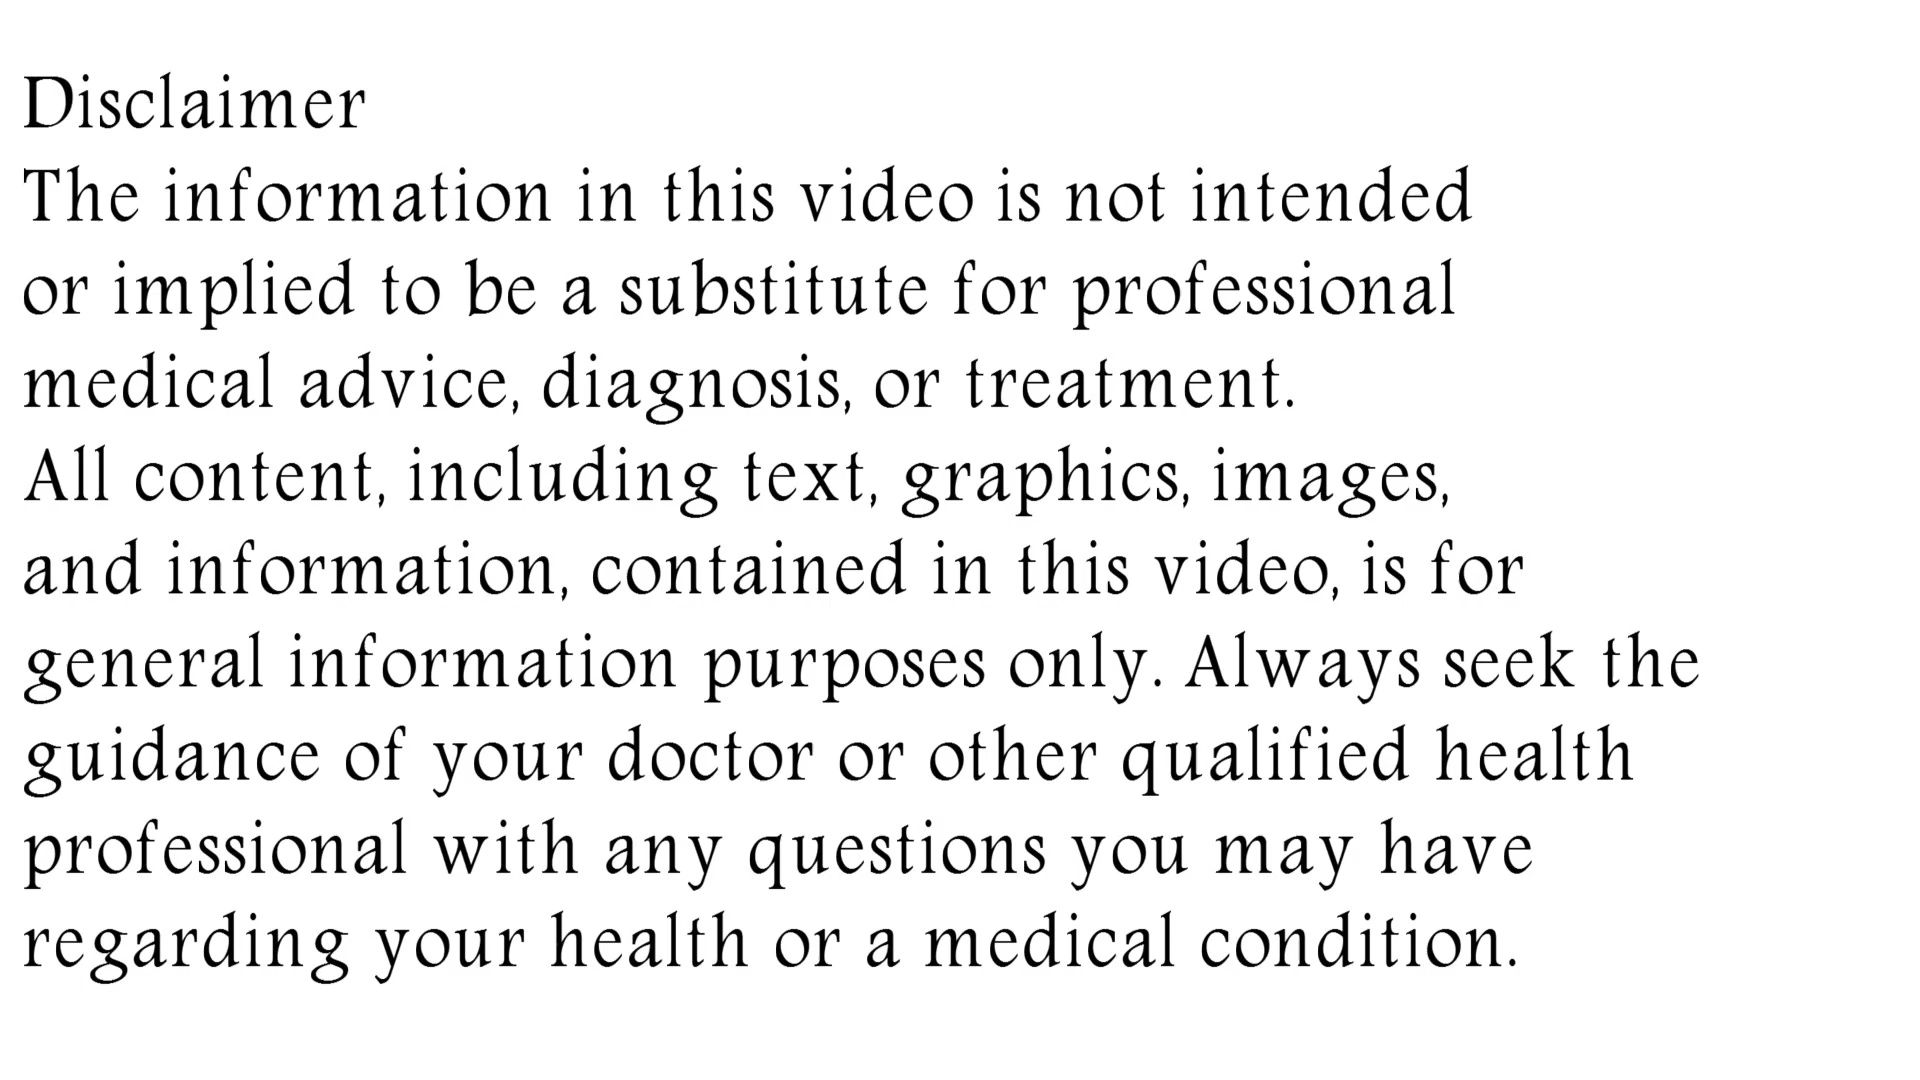 Disclaimer
The information in this video is not intended
or implied to be a substitute for professional
medical advice, diagnosis, or treatment.
All content, including text, graphics, images,
and information, contained in this video, is for
general information purposes only. Always seek the
guidance of your doctor or other qualified health
professional with any questions you may have
regarding your health or a medical condition.